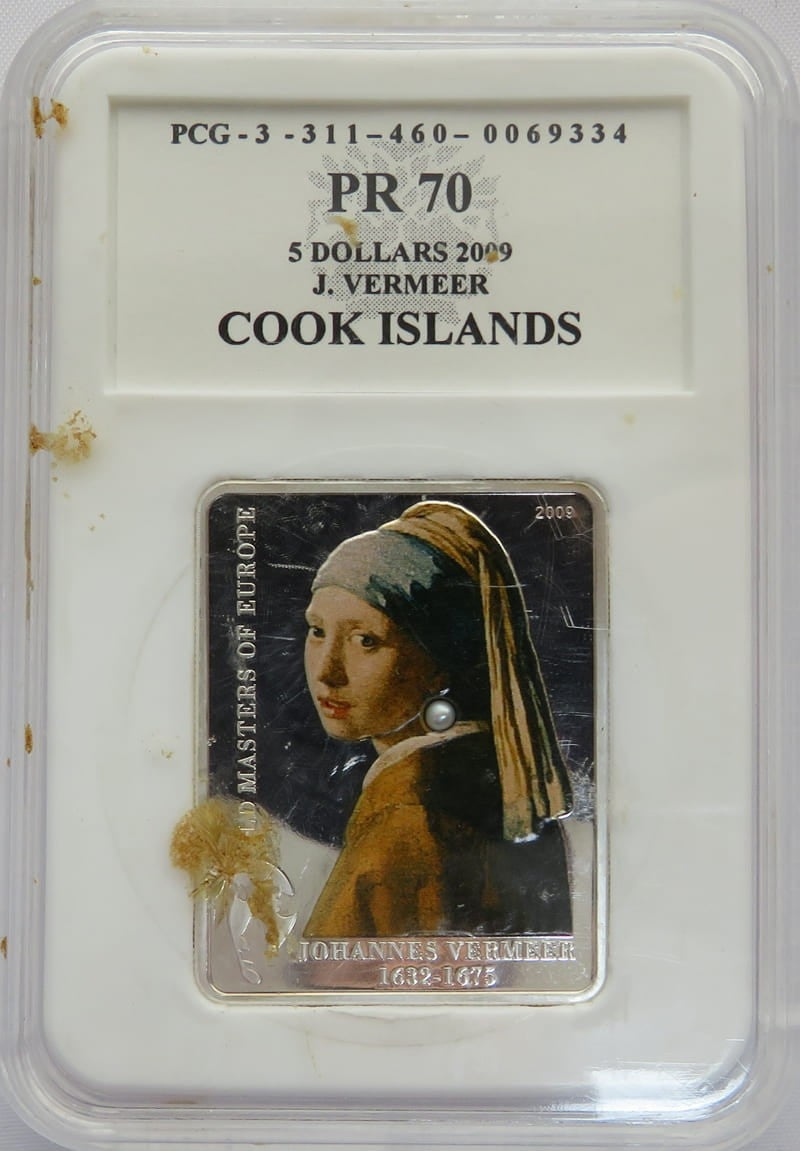 PCG - 3 - 311 - 460 - 0069334
PR 70
5 DOLLARS 2009
J. VERMEER
COOK ISLANDS
2009
LD MASTERS OF EUROPE
JOHANNES VERMEER
1632-1675